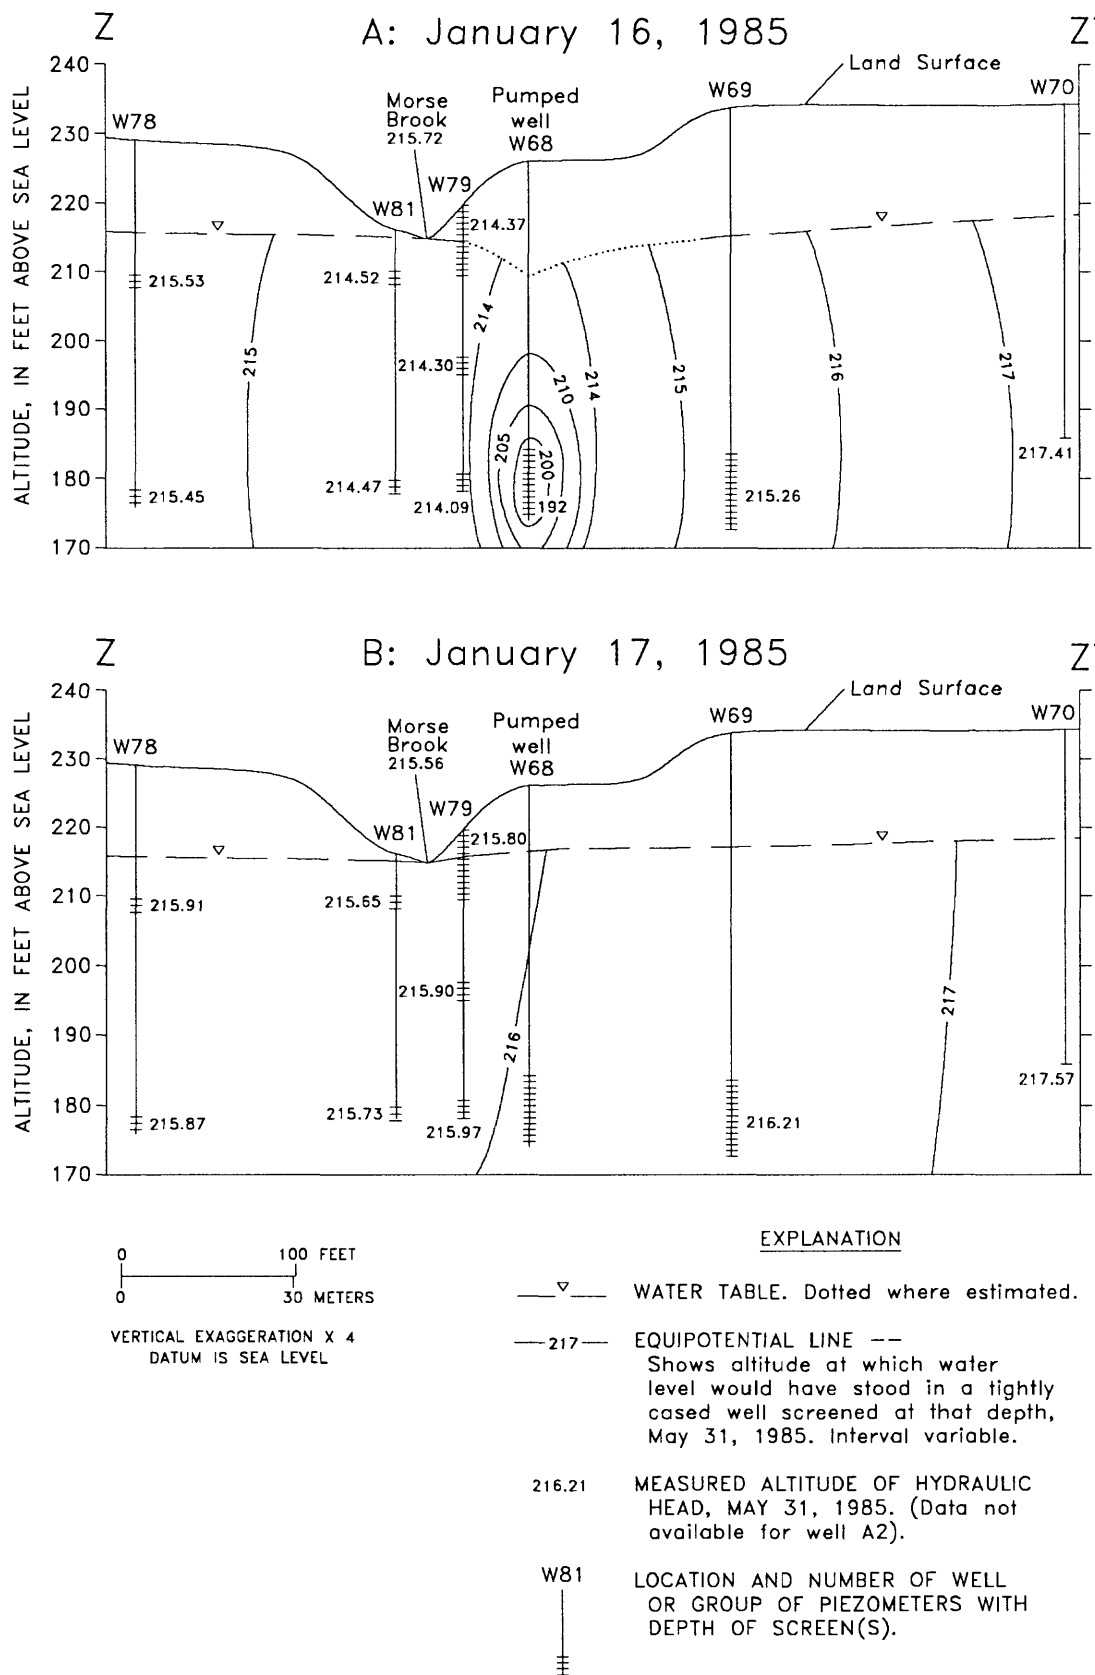 Z
A: January 16, 1985
Z'
Land Surface
ALTITUDE, IN FEET ABOVE SEA LEVEL
240
230
220
210
200
190
180
170
W78
Morse
Brook
215.72
Pumped
well
W68
W69
W70
W81
W79
214.37
215.53
214.52
214.30
215.45
214.47
214.09
215.26
217.41
215
214
205
200
192
210
214
215
216
217
Z
B: January 17, 1985
Z'
Land Surface
ALTITUDE, IN FEET ABOVE SEA LEVEL
240
230
220
210
200
190
180
170
W78
Morse
Brook
215.56
Pumped
well
W68
W69
W70
W81
W79
215.80
215.91
215.65
215.90
215.87
215.73
215.97
216.21
217.57
216
217
0 100 FEET
0 30 METERS
VERTICAL EXAGGERATION X 4
DATUM IS SEA LEVEL
EXPLANATION
WATER TABLE. Dotted where estimated.
217 EQUIPOTENTIAL LINE --
Shows altitude at which water
level would have stood in a tightly
cased well screened at that depth,
May 31, 1985. Interval variable.
216.21 MEASURED ALTITUDE OF HYDRAULIC
HEAD, MAY 31, 1985. (Data not
available for well A2).
W81 LOCATION AND NUMBER OF WELL
OR GROUP OF PIEZOMETERS WITH
DEPTH OF SCREEN(S).